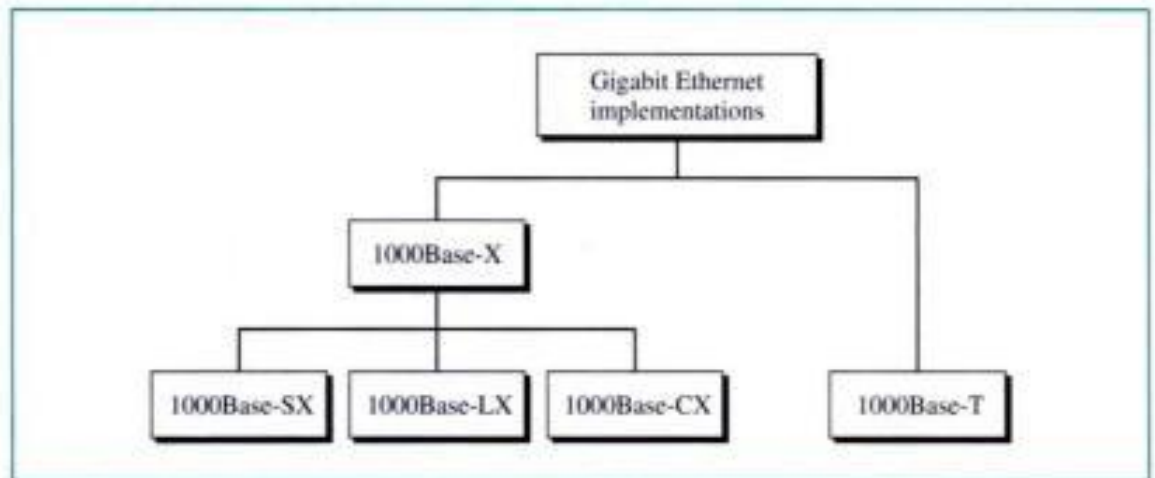 Gigabit Ethernet
implementations
1000Base-X
1000Base-SX
1000Base-LX
1000Base-CX
1000Base-T